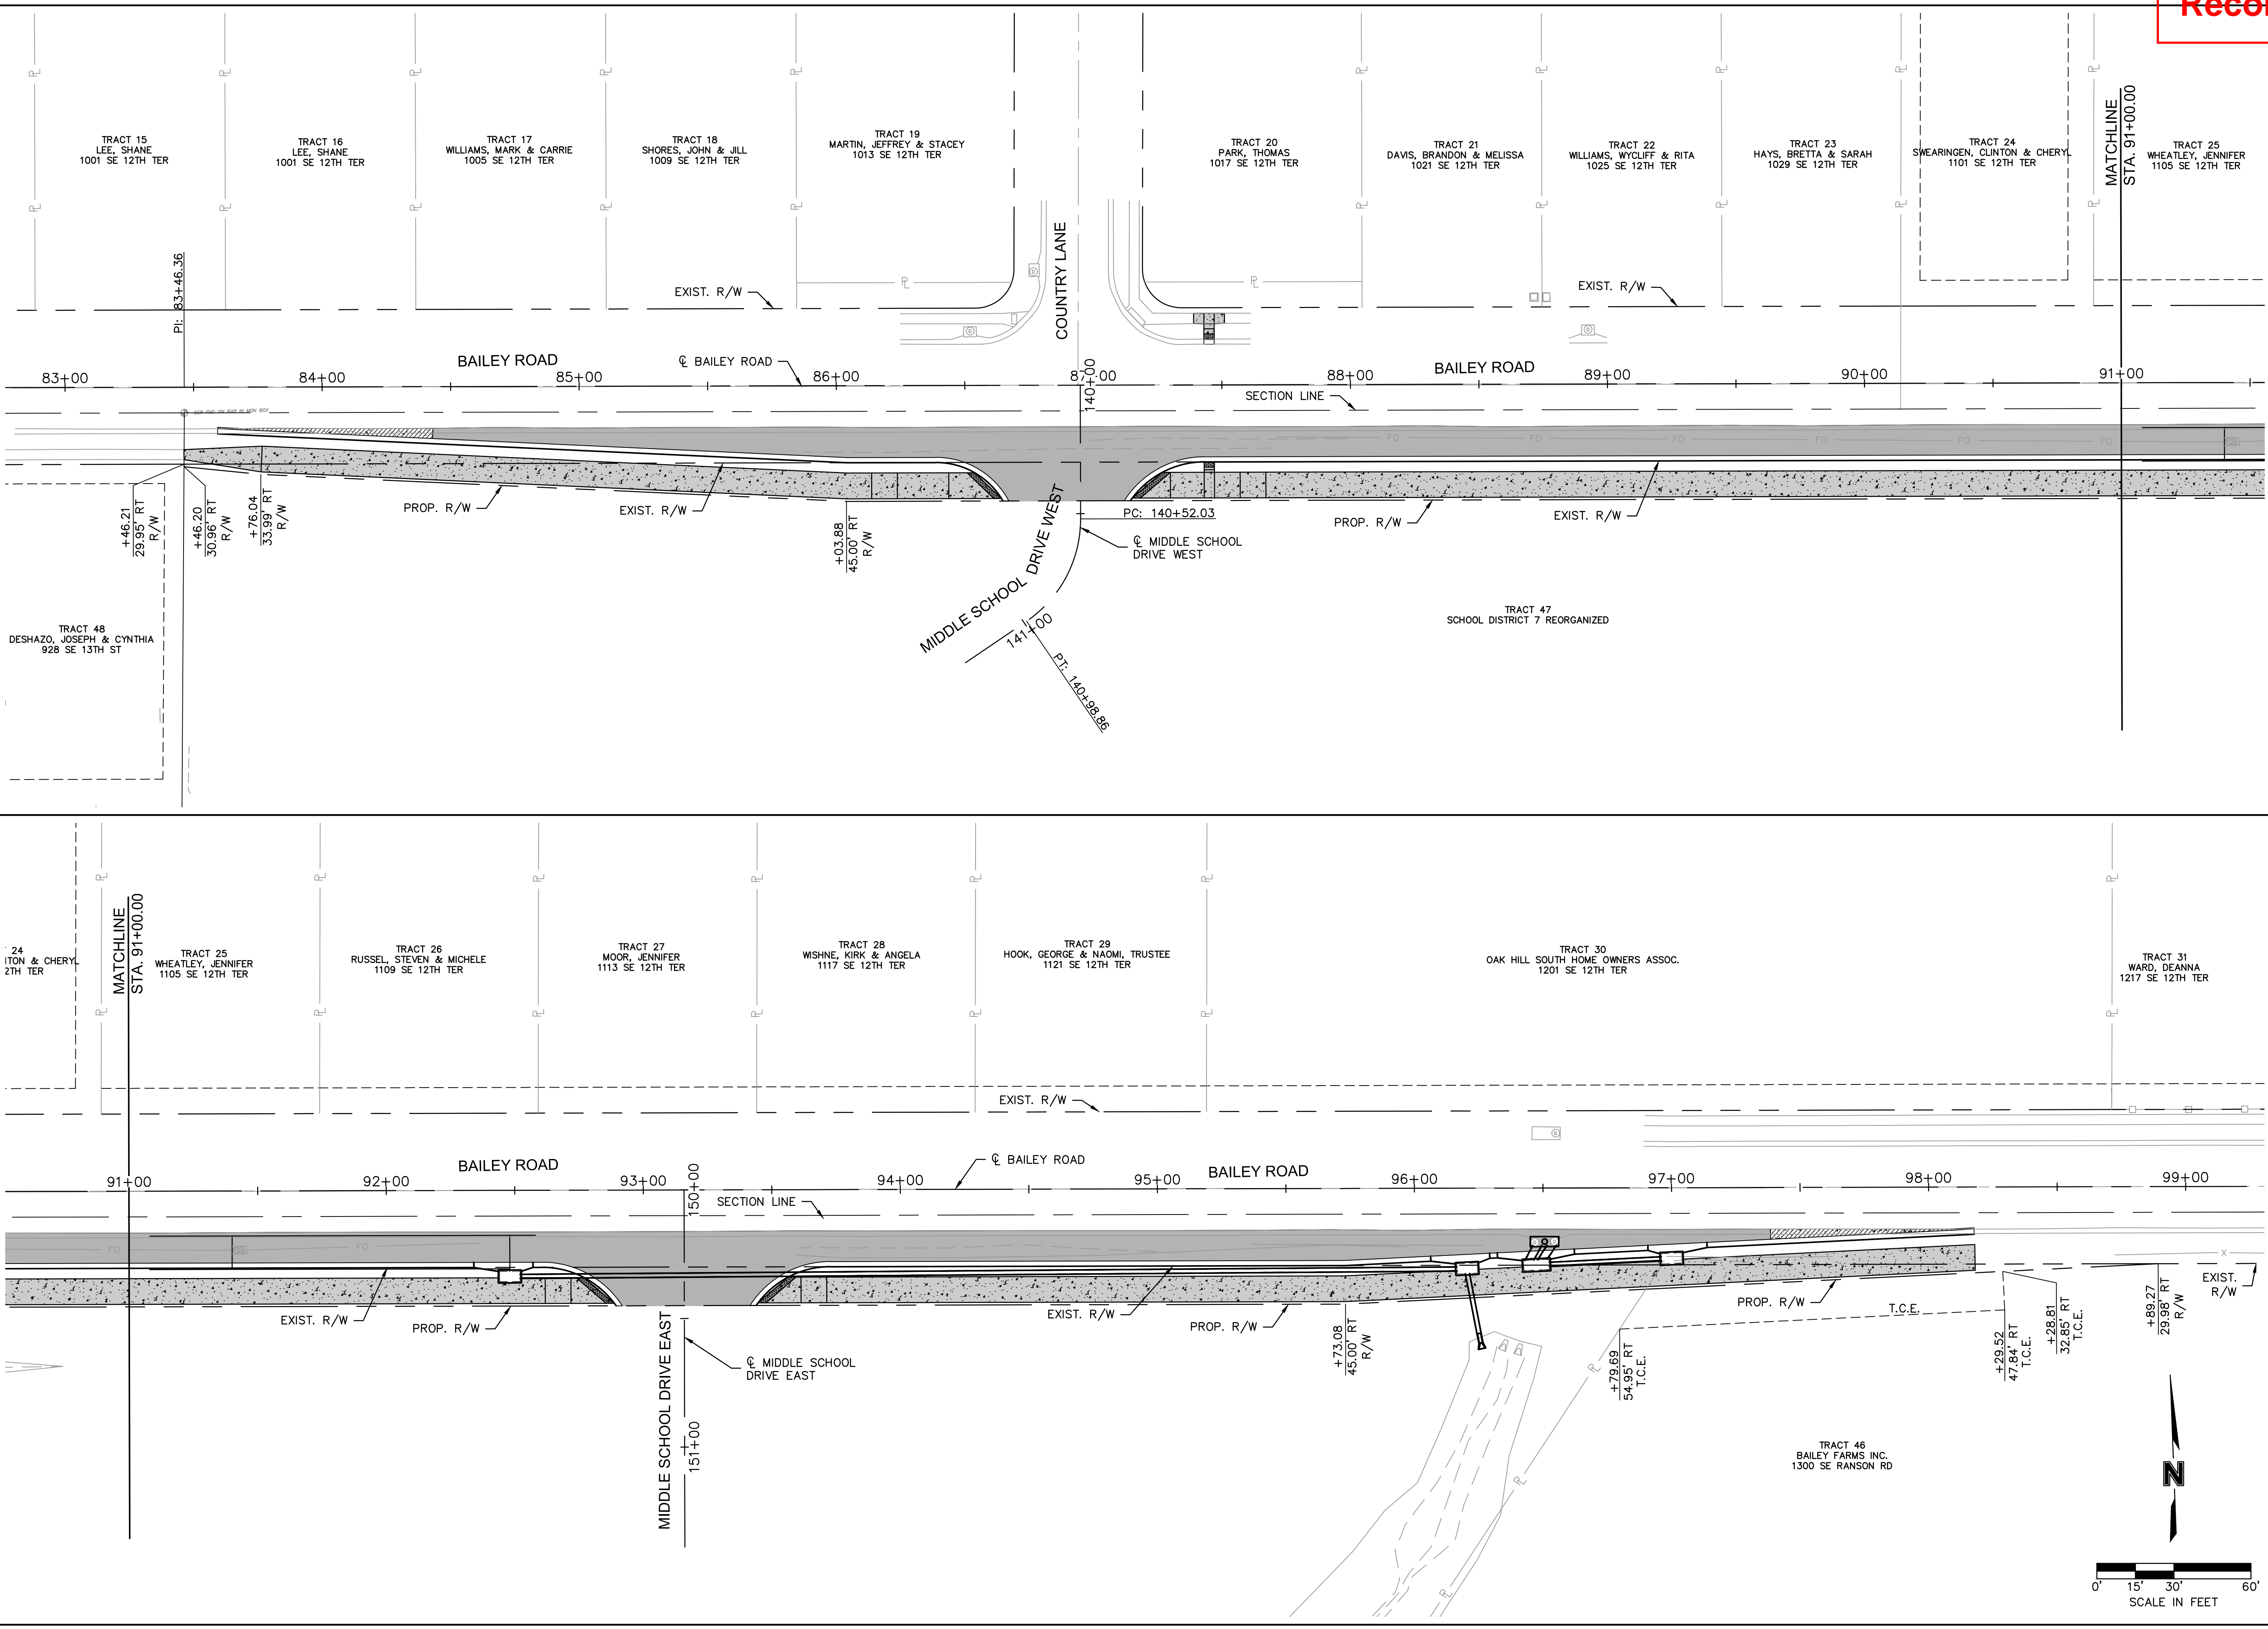 Recor
TRACT 15
LEE, SHANE
1001 SE 12TH TER
TRACT 16
LEE, SHANE
1001 SE 12TH TER
TRACT 17
WILLIAMS, MARK & CARRIE
1005 SE 12TH TER
TRACT 18
SHORES, JOHN & JILL
1009 SE 12TH TER
TRACT 19
MARTIN, JEFFREY & STACEY
1013 SE 12TH TER
TRACT 20
PARK, THOMAS
1017 SE 12TH TER
TRACT 21
DAVIS, BRANDON & MELISSA
1021 SE 12TH TER
TRACT 22
WILLIAMS, WYCLIFF & RITA
1025 SE 12TH TER
TRACT 23
HAYS, BRETTA & SARAH
1029 SE 12TH TER
TRACT 24
SWEARINGEN, CLINTON & CHERYL
1101 SE 12TH TER
MATCHLINE
STA. 91+00.00
TRACT 25
WHEATLEY, JENNIFER
1105 SE 12TH TER
PI: 83+46.36
EXIST. R/W
COUNTRY LANE
EXIST. R/W
BAILEY ROAD
℄ BAILEY ROAD
BAILEY ROAD
83+00
84+00
85+00
86+00
87+00
140+00
88+00
89+00
90+00
91+00
SECTION LINE
FO
FO
FO
FO
FO
+46.21
29.95' RT
R/W
+46.20
30.96' RT
R/W
+76.04
33.99' RT
R/W
PROP. R/W
EXIST. R/W
+03.88
45.00' RT
R/W
MIDDLE SCHOOL DRIVE WEST
PC: 140+52.03
℄ MIDDLE SCHOOL
DRIVE WEST
PROP. R/W
EXIST. R/W
141+00
PT: 140+98.86
TRACT 47
SCHOOL DISTRICT 7 REORGANIZED
TRACT 48
DESHAZO, JOSEPH & CYNTHIA
928 SE 13TH ST
24
TON & CHERYL
2TH TER
MATCHLINE
STA. 91+00.00
TRACT 25
WHEATLEY, JENNIFER
1105 SE 12TH TER
TRACT 26
RUSSEL, STEVEN & MICHELE
1109 SE 12TH TER
TRACT 27
MOOR, JENNIFER
1113 SE 12TH TER
TRACT 28
WISHNE, KIRK & ANGELA
1117 SE 12TH TER
TRACT 29
HOOK, GEORGE & NAOMI, TRUSTEE
1121 SE 12TH TER
TRACT 30
OAK HILL SOUTH HOME OWNERS ASSOC.
1201 SE 12TH TER
TRACT 31
WARD, DEANNA
1217 SE 12TH TER
EXIST. R/W
BAILEY ROAD
℄ BAILEY ROAD
BAILEY ROAD
91+00
92+00
93+00
150+00
94+00
95+00
96+00
97+00
98+00
99+00
SECTION LINE
FO
FO
X
EXIST. R/W
PROP. R/W
MIDDLE SCHOOL DRIVE EAST
℄ MIDDLE SCHOOL
DRIVE EAST
151+00
EXIST. R/W
PROP. R/W
+73.08
45.00' RT
R/W
+79.69
54.95' RT
T.C.E.
PROP. R/W
T.C.E.
+29.52
47.84' RT
T.C.E.
+28.81
32.85' RT
T.C.E.
+89.27
29.98' RT
R/W
EXIST.
R/W
TRACT 46
BAILEY FARMS INC.
1300 SE RANSON RD
N
0' 15' 30' 60'
SCALE IN FEET